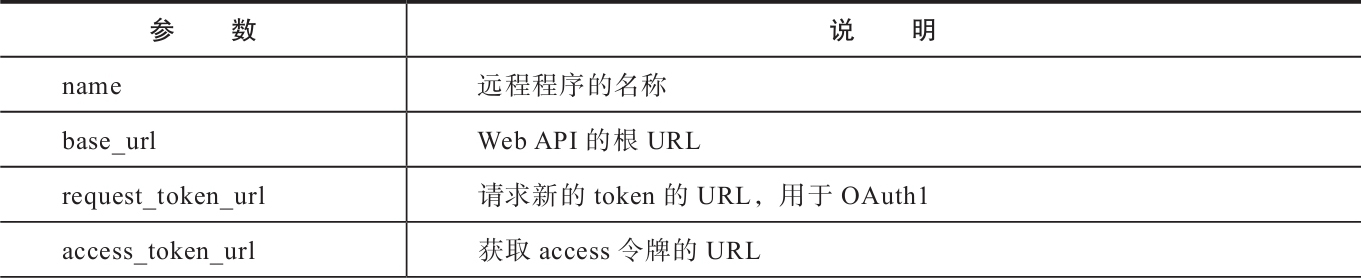 参 数 说 明
name 远程程序的名称
base_url Web API 的根 URL
request_token_url 请求新的 token 的 URL，用于 OAuth1
access_token_url 获取 access 令牌的 URL